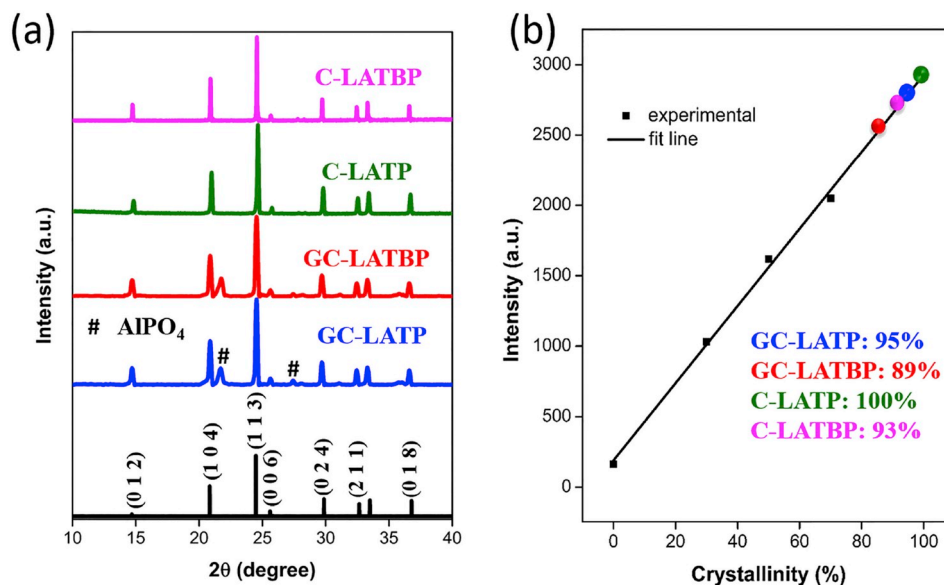 (a)
C-LATBP
C-LATP
GC-LATBP
# AlPO4
GC-LATP
#
#
(0 1 2)
(1 0 4)
(1 1 3)
(0 0 6)
(0 2 4)
(2 1 1)
(0 1 8)
10 15 20 25 30 35 40
2θ (degree)
Intensity (a.u.)
(b)
3000
2500
2000
1500
1000
500
0
experimental
fit line
GC-LATP: 95%
GC-LATBP: 89%
C-LATP: 100%
C-LATBP: 93%
0 20 40 60 80 100
Crystallinity (%)
Intensity (a.u.)